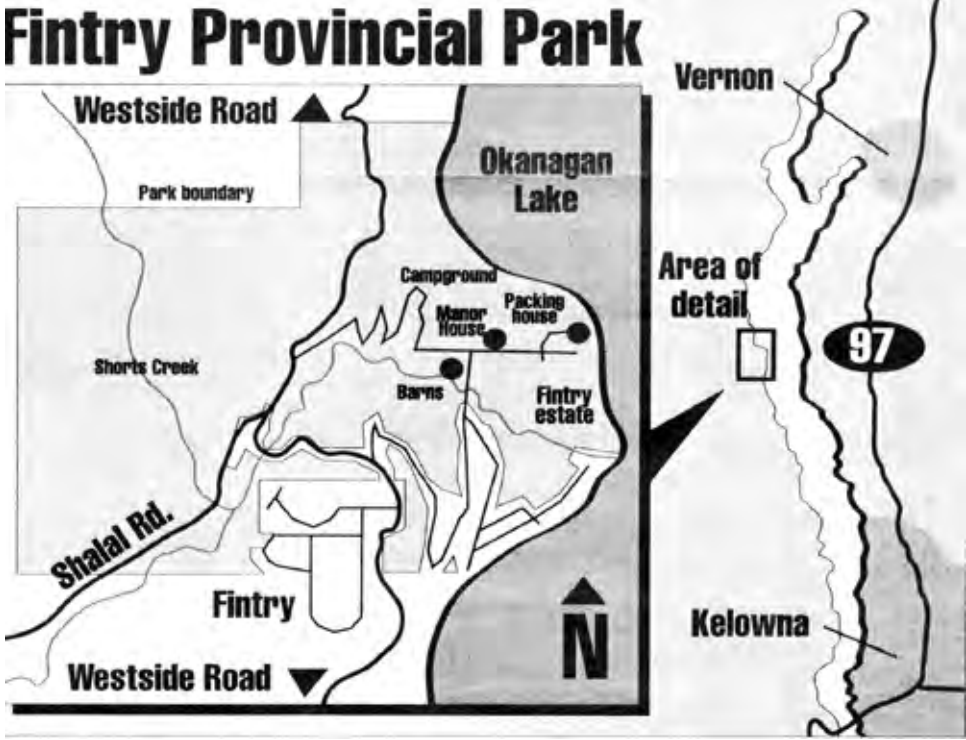 Fintry Provincial Park
Westside Road
Park boundary
Okanagan
Lake
Campground
Manor
House
Packing
house
Shorts Creek
Barns
Fintry
estate
Shalal Rd.
Fintry
Westside Road
N
Vernon
Area of
detail
97
Kelowna